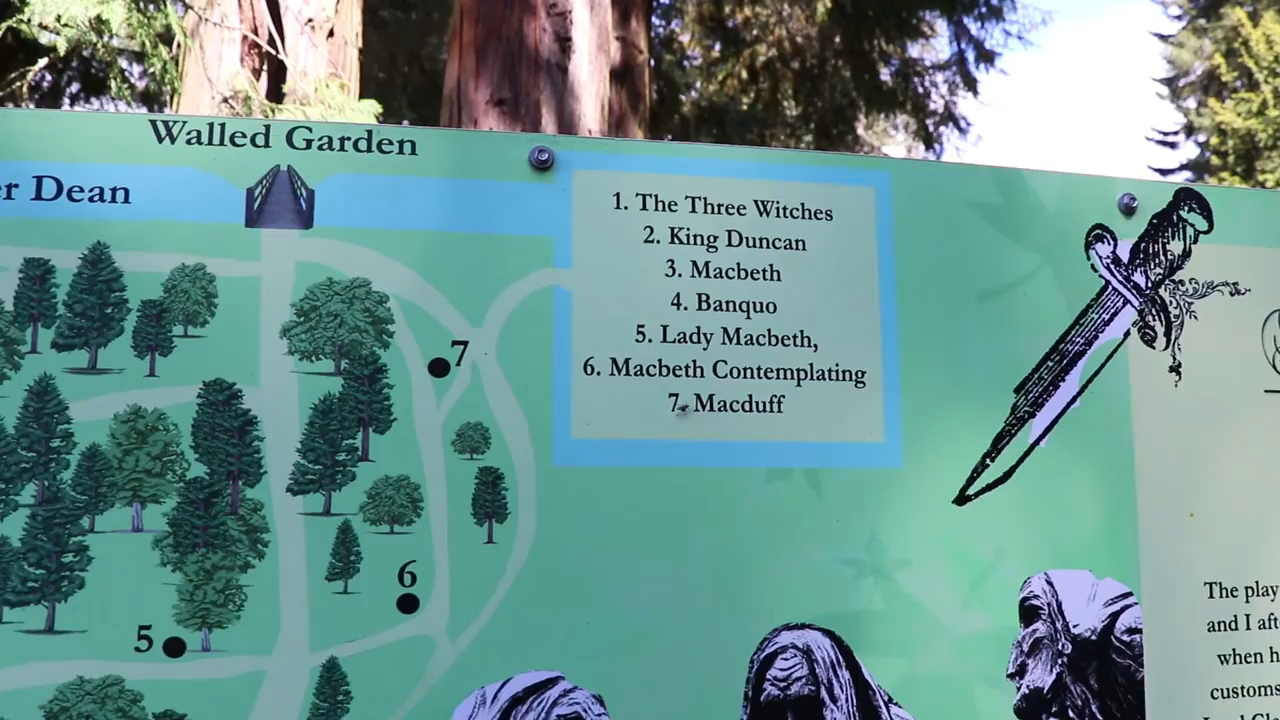 Walled Garden
er Dean
1. The Three Witches
2. King Duncan
3. Macbeth
4. Banquo
5. Lady Macbeth,
6. Macbeth Contemplating
7. Macduff
7
6
5
The play
and I aft
when h
customs